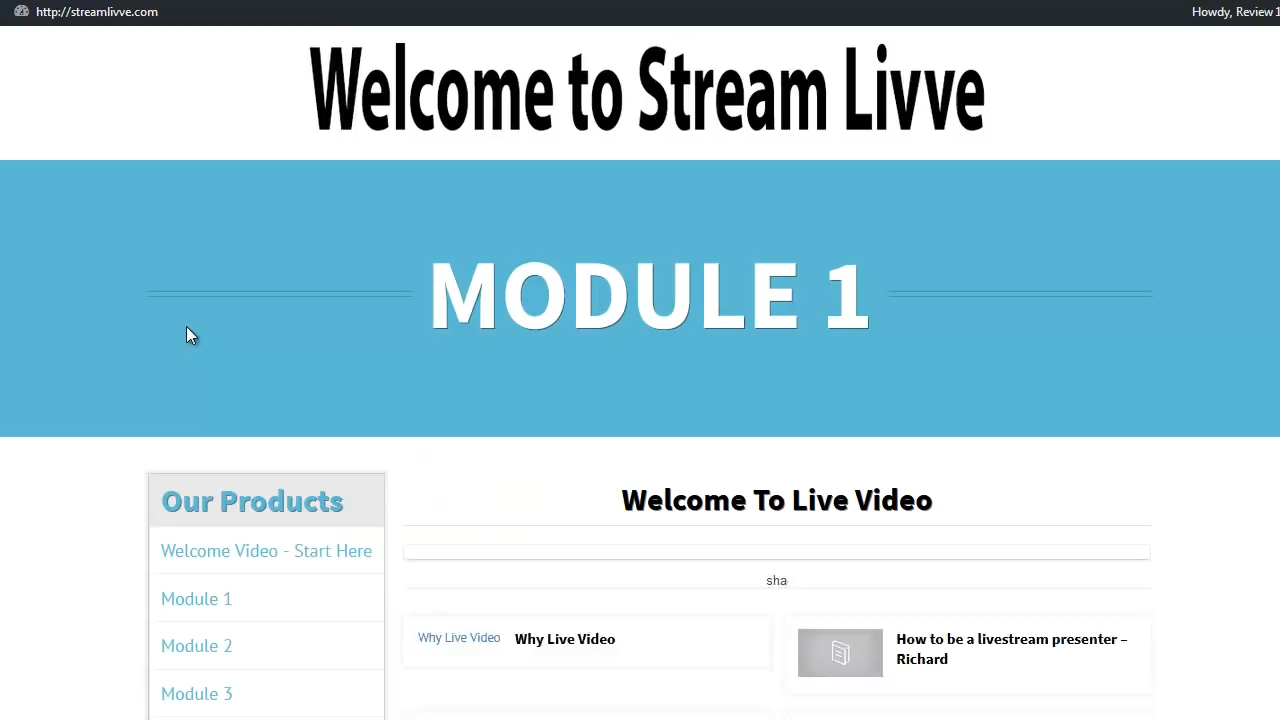 http://streamlivve.com
Howdy, Review 1
Welcome to Stream Livve
MODULE 1
Our Products
Welcome Video - Start Here
Module 1
Module 2
Module 3
Welcome To Live Video
sha
Why Live Video
Why Live Video
How to be a livestream presenter –
Richard